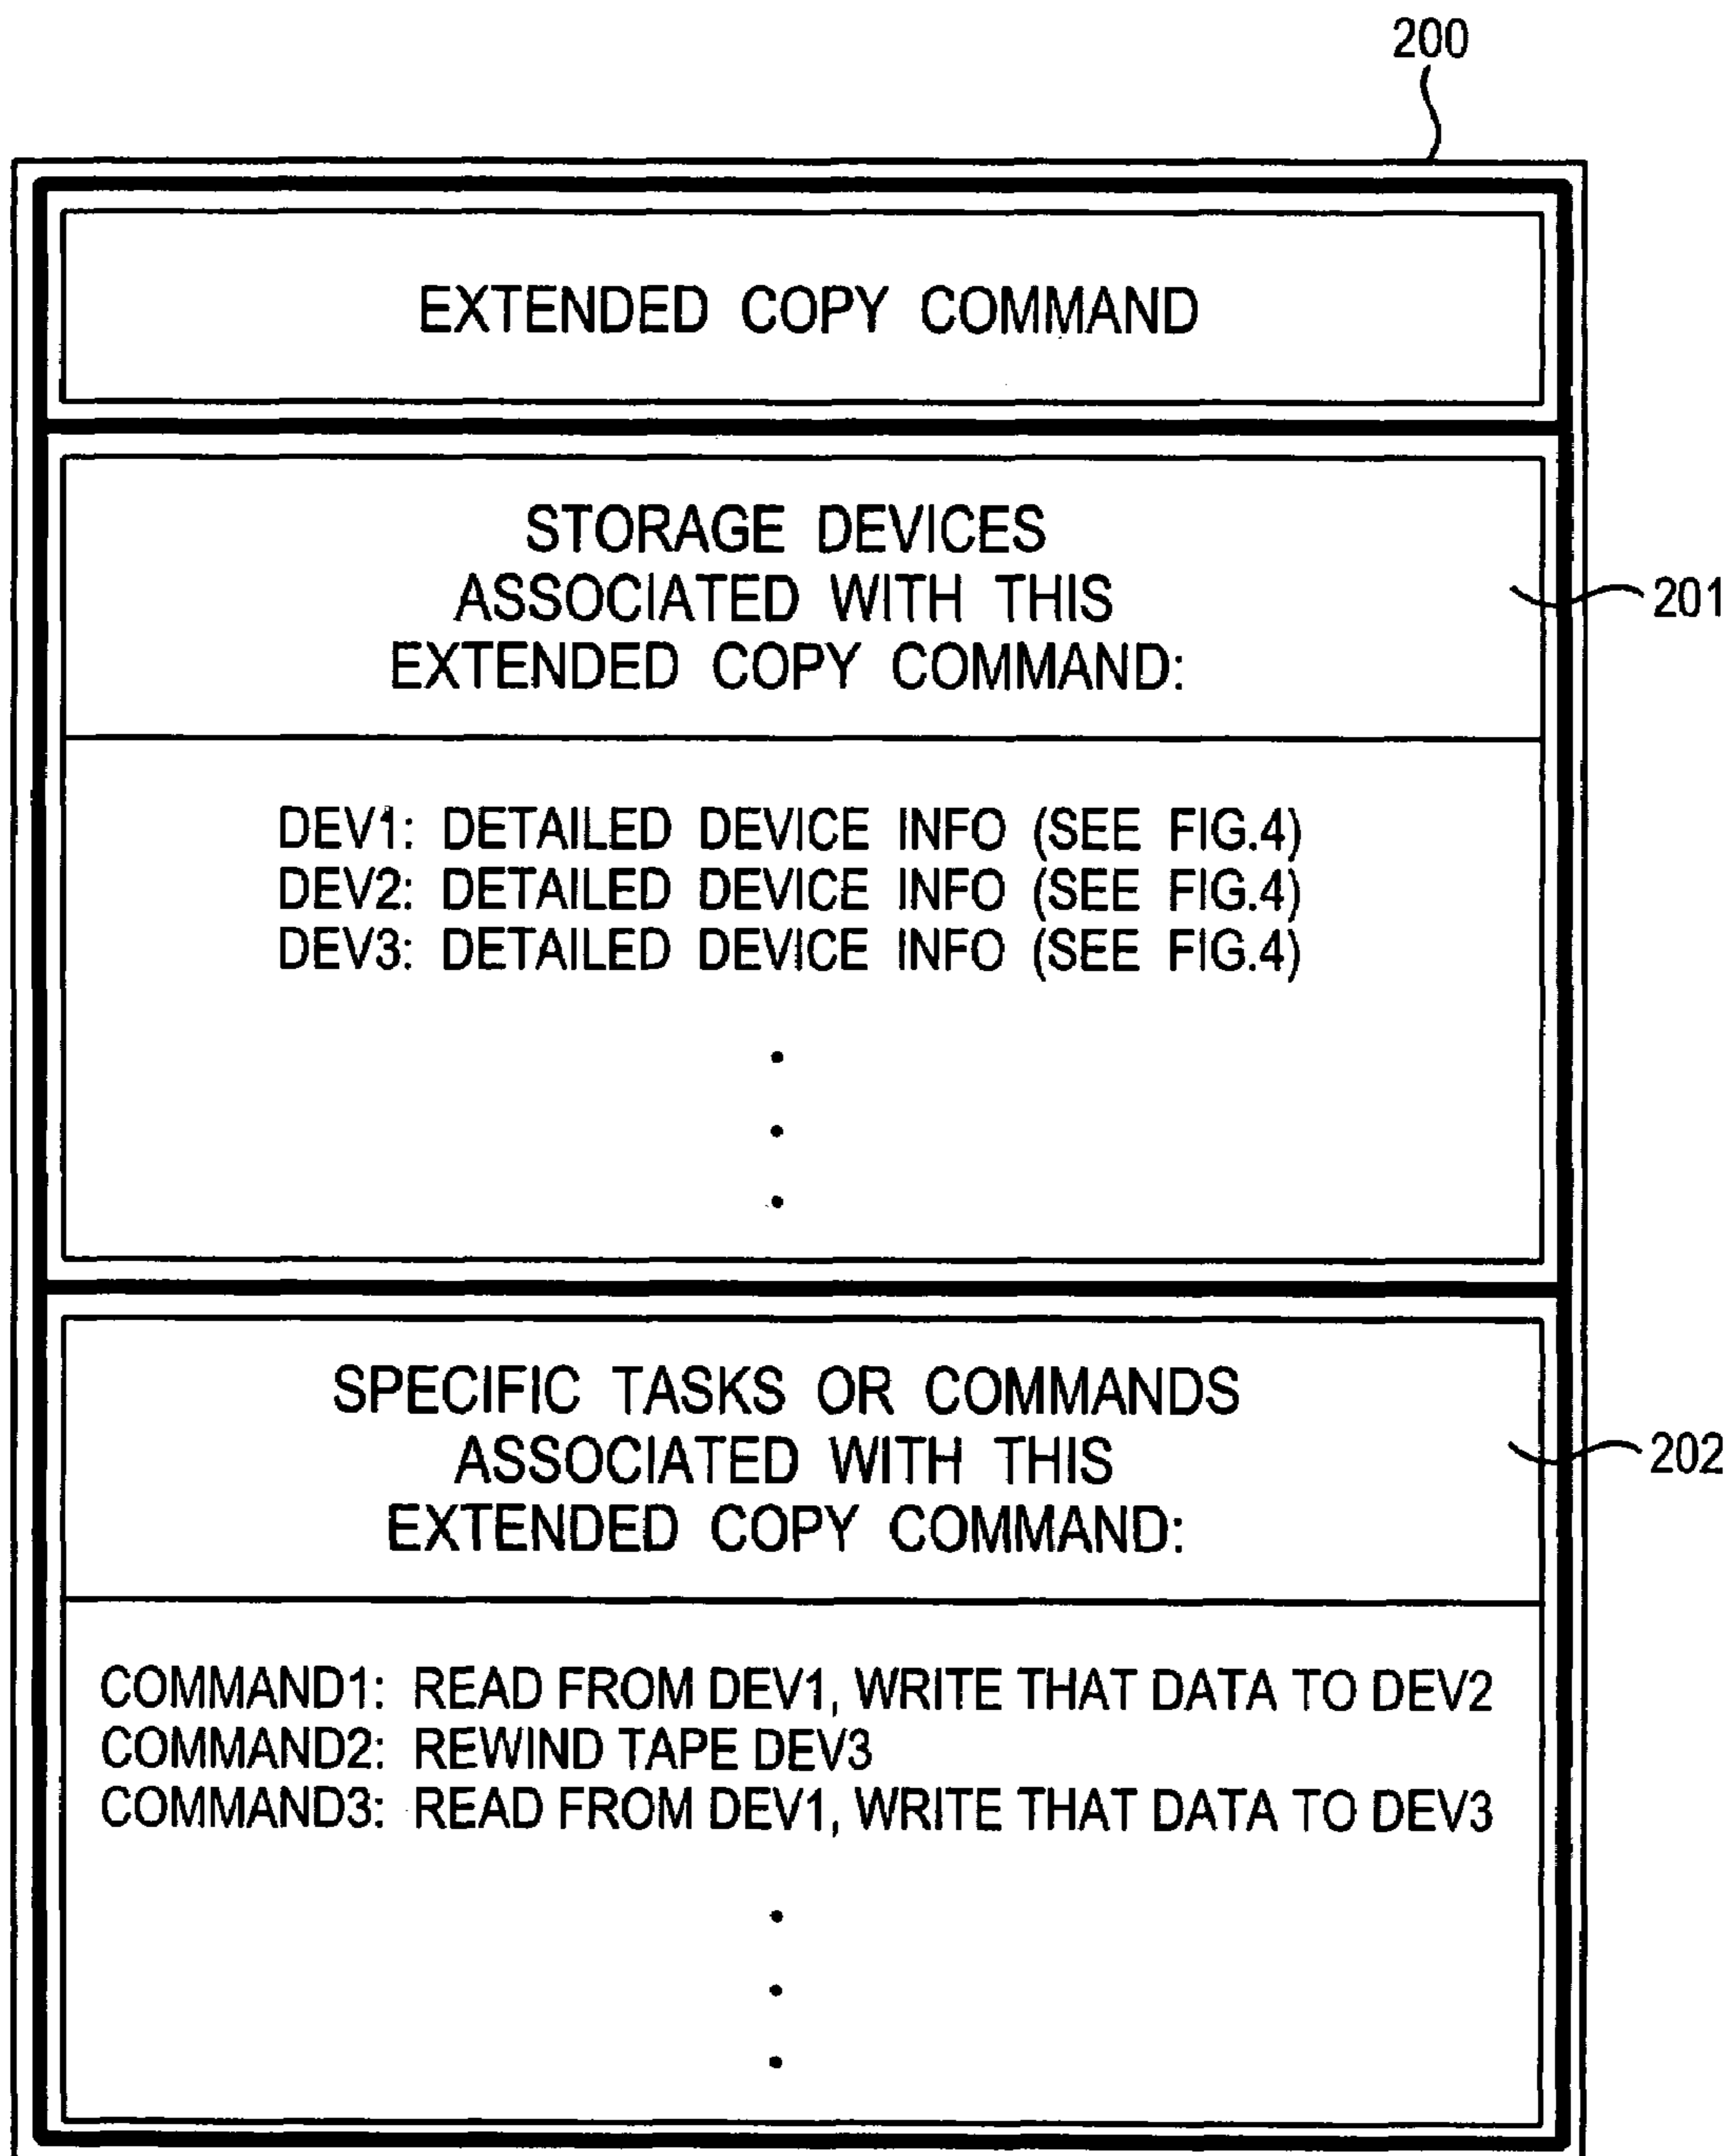 200
EXTENDED COPY COMMAND
STORAGE DEVICES
ASSOCIATED WITH THIS
EXTENDED COPY COMMAND:
201
DEV1: DETAILED DEVICE INFO (SEE FIG.4)
DEV2: DETAILED DEVICE INFO (SEE FIG.4)
DEV3: DETAILED DEVICE INFO (SEE FIG.4)
SPECIFIC TASKS OR COMMANDS
ASSOCIATED WITH THIS
EXTENDED COPY COMMAND:
202
COMMAND1: READ FROM DEV1, WRITE THAT DATA TO DEV2
COMMAND2: REWIND TAPE DEV3
COMMAND3: READ FROM DEV1, WRITE THAT DATA TO DEV3